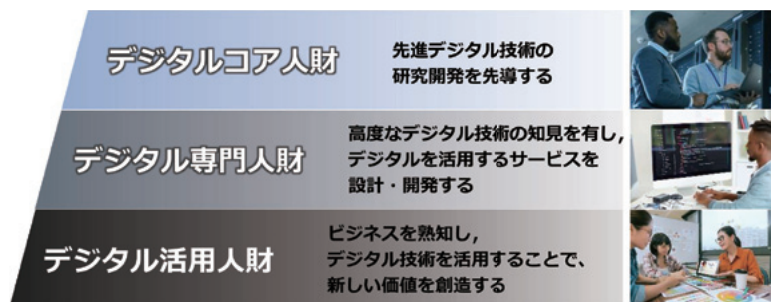 デジタルコア人財
先進デジタル技術の
研究開発を先導する
デジタル専門人財
高度なデジタル技術の知見を有し，
デジタルを活用するサービスを
設計・開発する
デジタル活用人財
ビジネスを熟知し，
デジタル技術を活用することで、
新しい価値を創造する